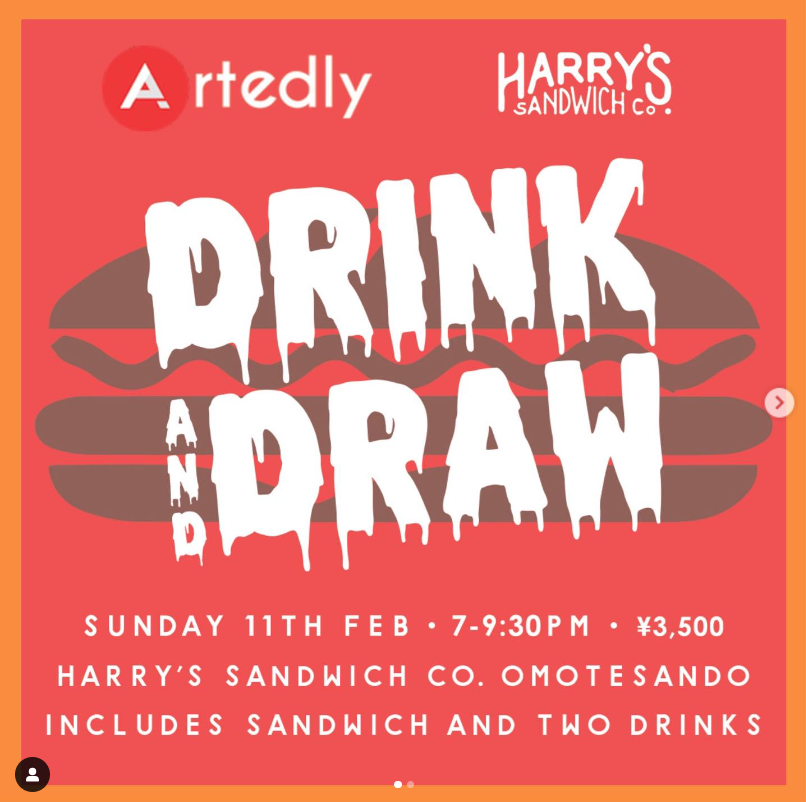 Artedly
HARRY'S
SANDWICH CO.
DRINK
AND
DRAW
SUNDAY 11TH FEB • 7-9:30PM • ¥3,500
HARRY'S SANDWICH CO. OMOTESANDO
INCLUDES SANDWICH AND TWO DRINKS